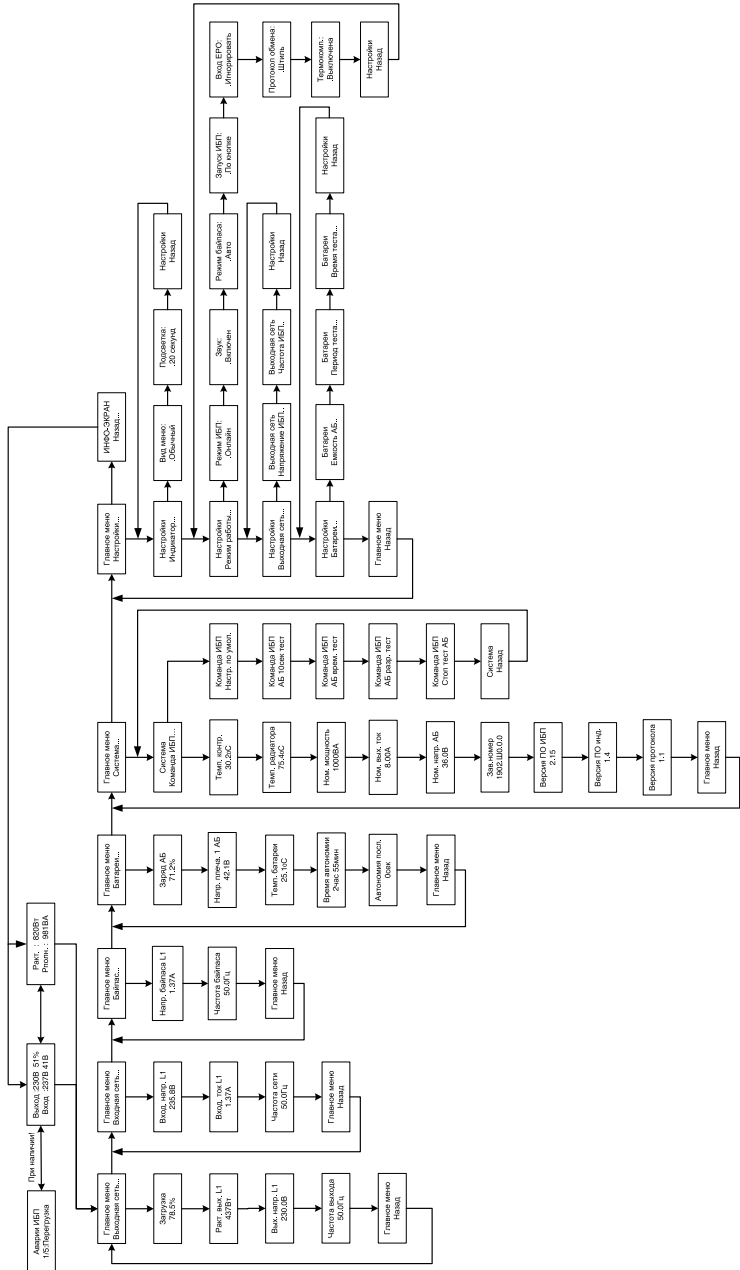 Аварии ИБП
1/5:Перегрузка
При наличии!
Выход :230В 51%
Вход :237В 41В
Ракт. : 820Вт
Рполн. : 981ВА
Главное меню
Выходная сеть...
Загрузка
78.5%
Ракт. вых. L1
437Вт
Вых. напр. L1
230.0В
Частота выхода
50.0Гц
Главное меню
Назад
Главное меню
Входная сеть...
Вход. напр. L1
235.8В
Вход. ток L1
1.37А
Частота сети
50.0Гц
Главное меню
Назад
Главное меню
Байпас...
Напр. байпаса L1
1.37А
Частота байпаса
50.0Гц
Главное меню
Назад
Главное меню
Батареи...
Заряд АБ
71.2%
Напр. плеча. 1 АБ
42.1В
Темп. батареи
25.1oC
Время автономии
2час 55мин
Автономия посл.
0сек
Главное меню
Назад
Главное меню
Система...
Система
Команда ИБП....
Темп. контр.
30.2oC
Темп. радиатора
75.4oC
Ном. мощность
1000ВА
Ном. вых. ток
8.00А
Ном. напр. АБ
36.0В
Зав.номер
1902.Ш0.0.0
Версия ПО ИБП
2.15
Версия ПО инд.
1.4
Версия протокола
1.1
Главное меню
Назад
Команда ИБП
Настр. по умол.
Команда ИБП
АБ 10сек тест
Команда ИБП
АБ врем. тест
Команда ИБП
АБ разр. тест
Команда ИБП
Стоп тест АБ
Система
Назад
Главное меню
Настройки...
ИНФО-ЭКРАН
Назад...
Настройки
Индикатор...
Вид меню:
.Обычный
Подсветка:
.20 секунд
Настройки
Назад
Настройки
Режим работы...
Режим ИБП:
.Онлайн
Звук:
.Включен
Режим байпаса:
.Авто
Запуск ИБП:
.По кнопке
Вход EPO:
.Игнорировать
Протокол обмена:
.Штиль
Термокомп.:
.Выключена
Настройки
Назад
Настройки
Выходная сеть...
Выходная сеть
Напряжение ИБП..
Выходная сеть
Частота ИБП..
Настройки
Назад
Настройки
Батареи...
Батареи
Емкость АБ..
Батареи
Период теста...
Батареи
Время теста...
Настройки
Назад
Главное меню
Назад